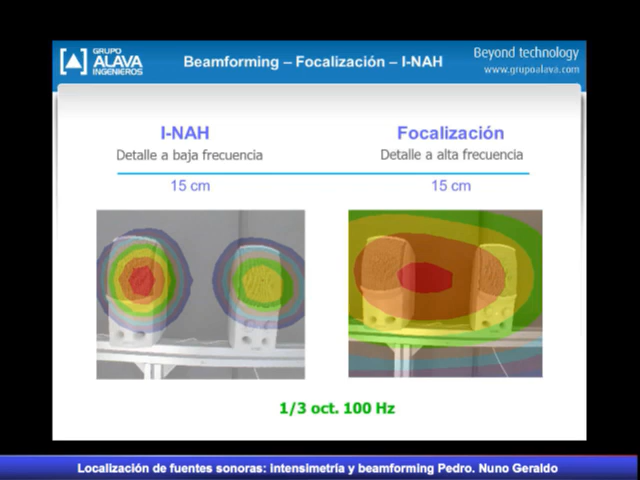 GRUPO
ALAVA
INGENIEROS
Beamforming – Focalización – I-NAH
Beyond technology
www.grupoalava.com
I-NAH
Detalle a baja frecuencia
15 cm
Focalización
Detalle a alta frecuencia
15 cm
1/3 oct. 100 Hz
Localización de fuentes sonoras: intensimetría y beamforming Pedro. Nuno Geraldo